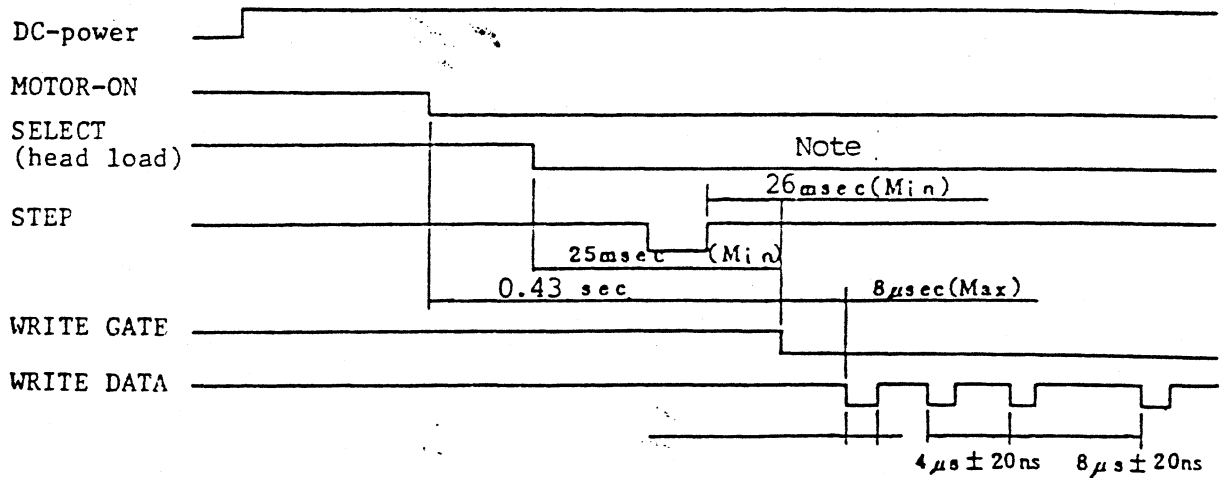 DC-power
MOTOR-ON
SELECT
(head load)
Note
26msec(Min)
STEP
25msec (Min)
0.43 sec
8μsec(Max)
WRITE GATE
WRITE DATA
4μs±20ns 8μs±20ns